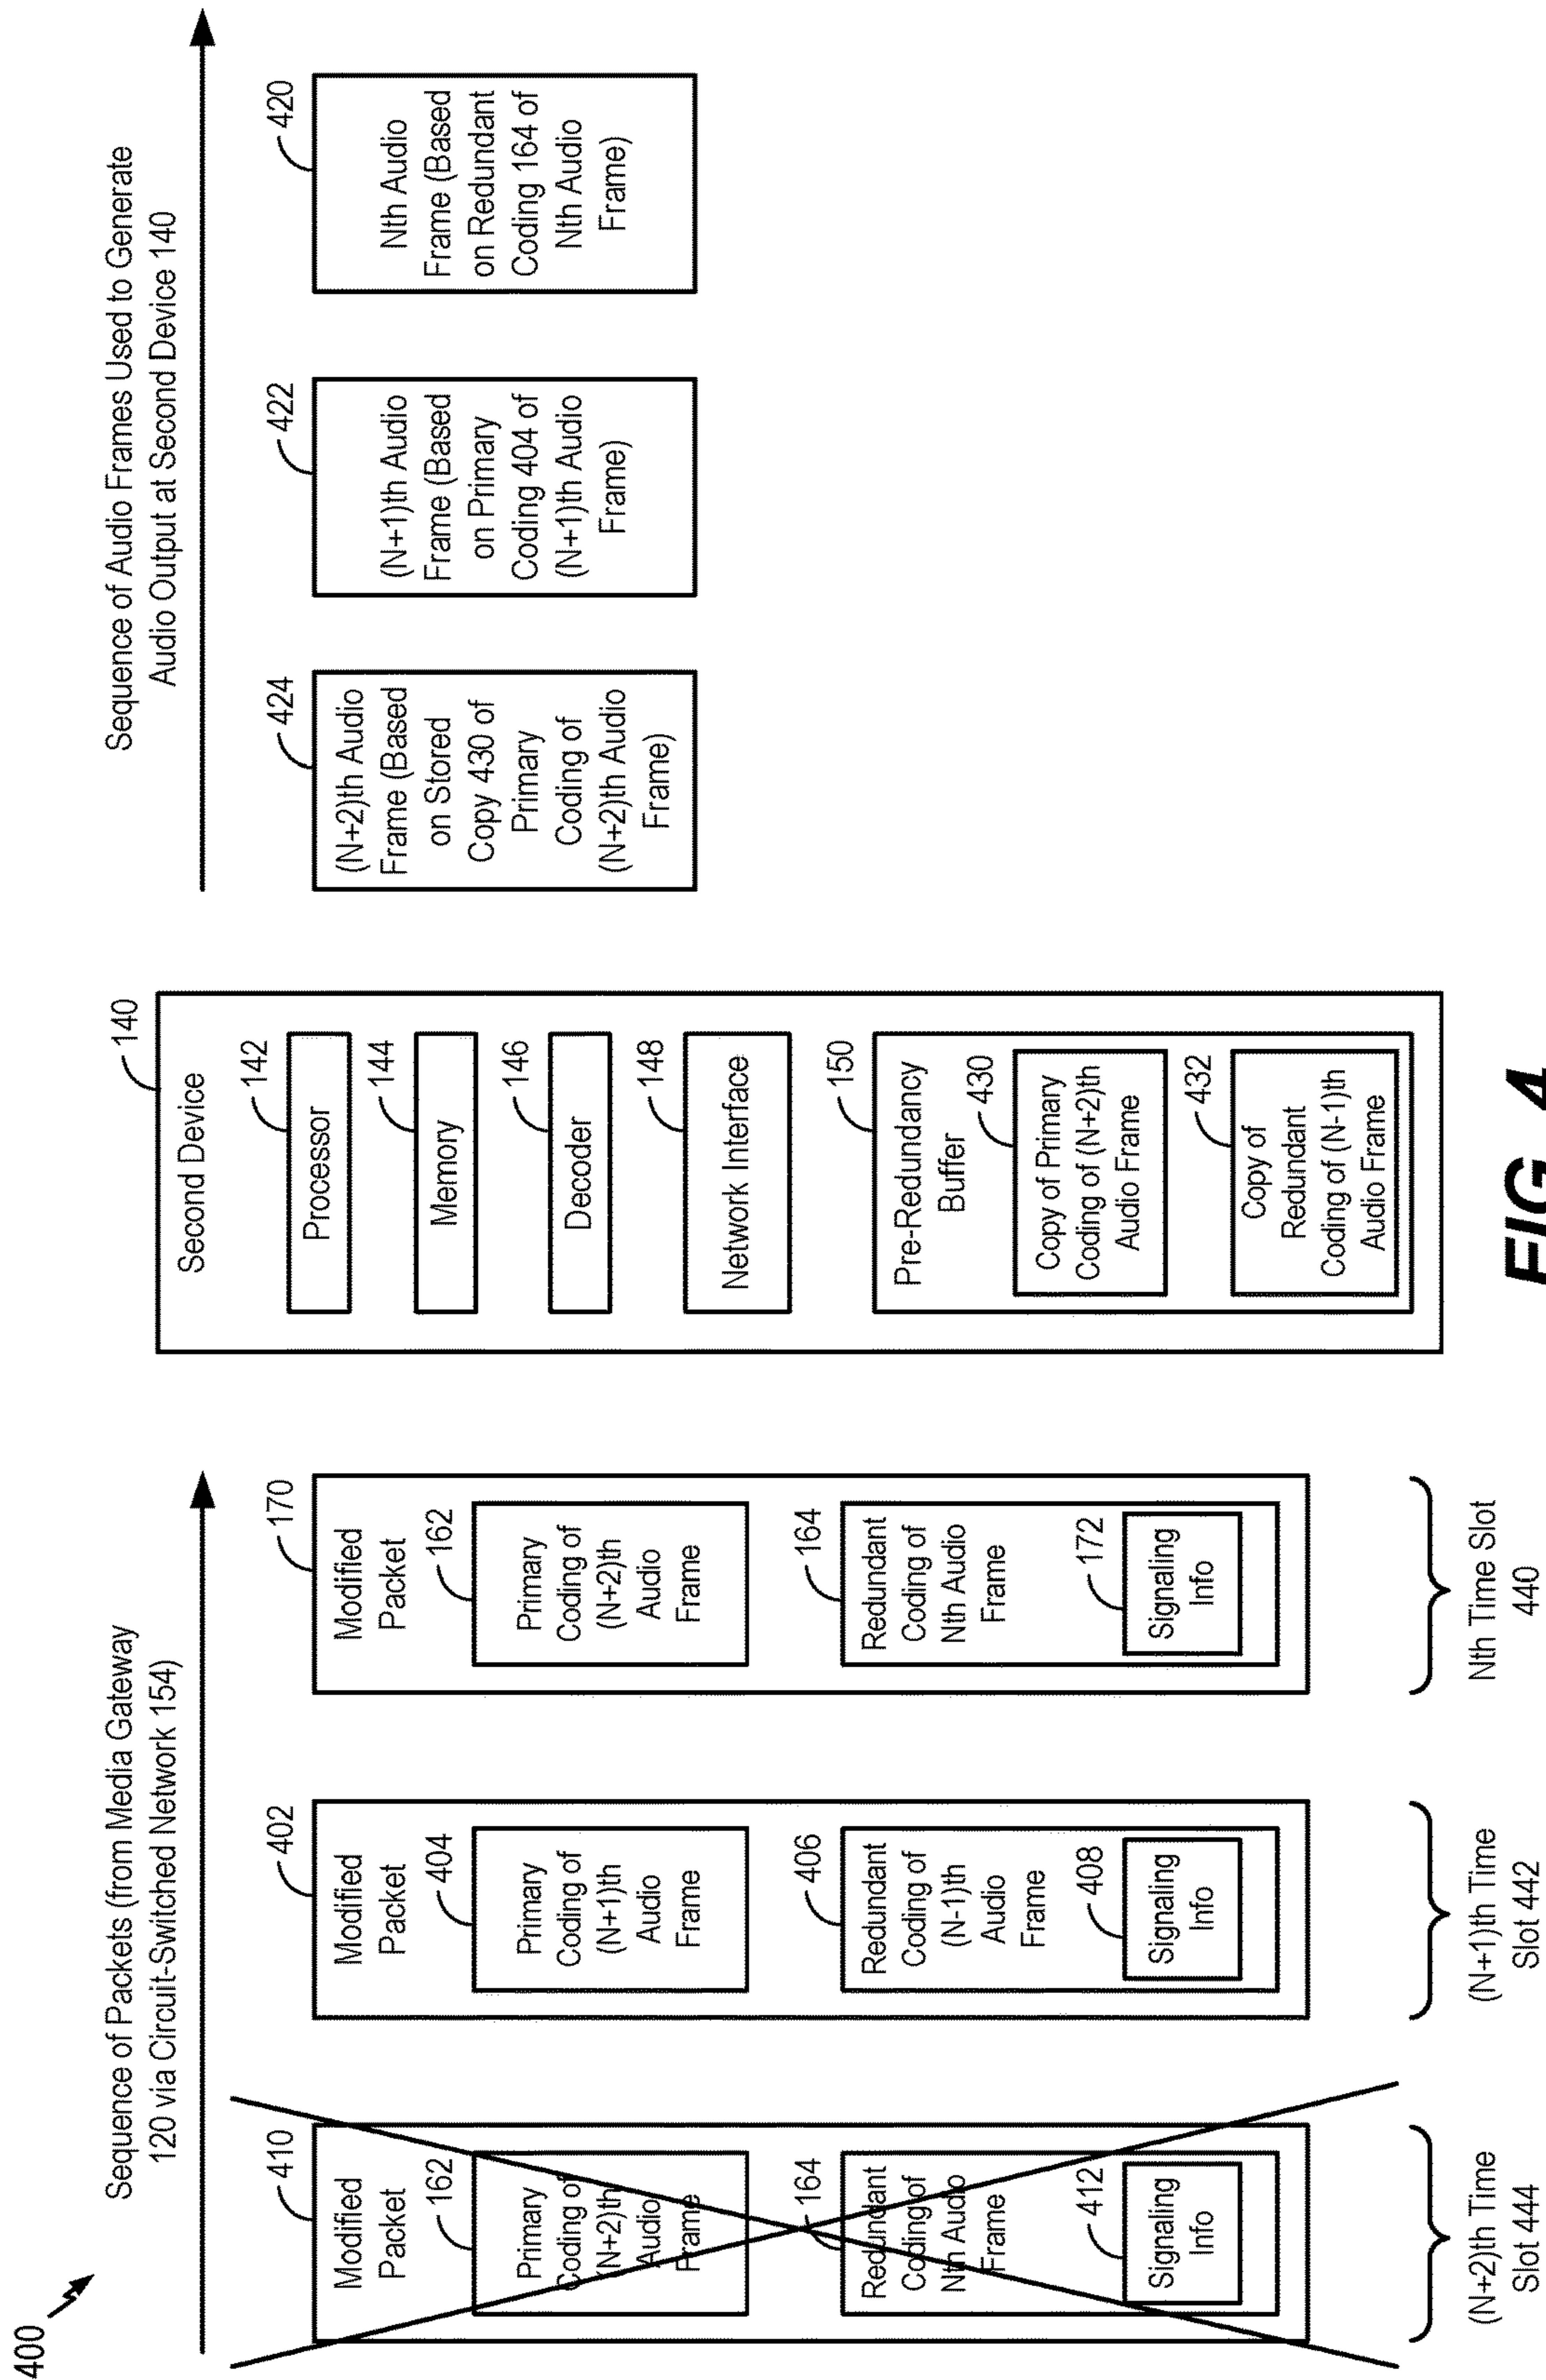 400
Sequence of Packets (from Media Gateway
120 via Circuit-Switched Network 154)
410
Modified
Packet
162
Primary
Coding of
(N+2)th
Audio
Frame
164
Redundant
Coding of
Nth Audio
Frame
412
Signaling
Info
(N+2)th Time
Slot 444
402
Modified
Packet
404
Primary
Coding of
(N+1)th
Audio
Frame
406
Redundant
Coding of
(N-1)th
Audio
Frame
408
Signaling
Info
(N+1)th Time
Slot 442
170
Modified
Packet
162
Primary
Coding of
(N+2)th
Audio
Frame
164
Redundant
Coding of
Nth Audio
Frame
172
Signaling
Info
Nth Time Slot
440
140
Second Device
142
Processor
144
Memory
146
Decoder
148
Network Interface
150
Pre-Redundancy
Buffer
430
Copy of Primary
Coding of (N+2)th
Audio Frame
432
Copy of
Redundant
Coding of (N-1)th
Audio Frame
Sequence of Audio Frames Used to Generate
Audio Output at Second Device 140
424
(N+2)th Audio
Frame (Based
on Stored
Copy 430 of
Primary
Coding of
(N+2)th Audio
Frame)
422
(N+1)th Audio
Frame (Based
on Primary
Coding 404 of
(N+1)th Audio
Frame)
420
Nth Audio
Frame (Based
on Redundant
Coding 164 of
Nth Audio
Frame)
FIG. 4